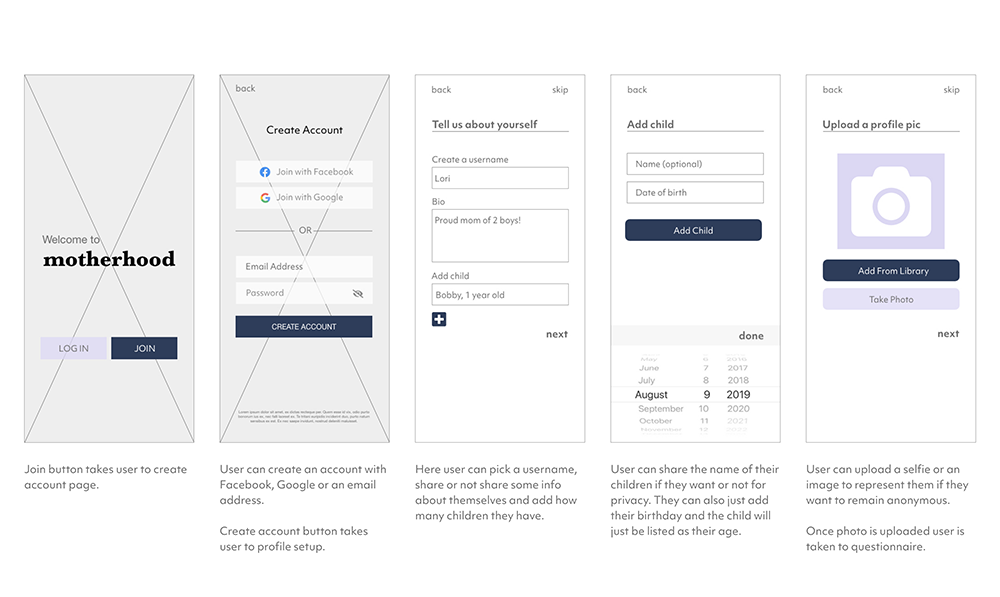 Welcome to
motherhood
LOG IN
JOIN
Join button takes user to create
account page.
back
Create Account
Join with Facebook
Join with Google
OR
Email Address
Password
CREATE ACCOUNT
User can create an account with
Facebook, Google or an email
address.
Create account button takes
user to profile setup.
back
skip
Tell us about yourself
Create a username
Lori
Bio
Proud mom of 2 boys!
Add child
Bobby, 1 year old
next
Here user can pick a username,
share or not share some info
about themselves and add how
many children they have.
back
Add child
Name (optional)
Date of birth
Add Child
done
May 6 2016
June 7 2017
July 8 2018
August 9 2019
September 10 2020
October 11 2021
November 12 2022
User can share the name of their
children if they want or not for
privacy. They can also just add
their birthday and the child will
just be listed as their age.
back
skip
Upload a profile pic
Add From Library
Take Photo
next
User can upload a selfie or an
image to represent them if they
want to remain anonymous.
Once photo is uploaded user is
taken to questionnaire.